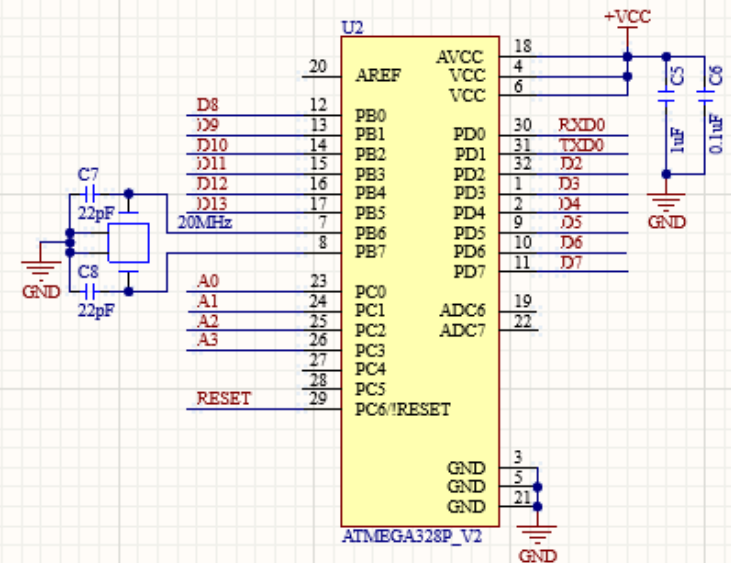 +VCC
U2
20 AREF AVCC 18
VCC 4
VCC 6
C5
C6
1uF
0.1uF
GND
D8 12 PB0 PD0 30 RXD0
D9 13 PB1 PD1 31 TXD0
D10 14 PB2 PD2 32 D2
D11 15 PB3 PD3 1 D3
D12 16 PB4 PD4 2 D4
D13 17 PB5 PD5 9 D5
7 PB6 PD6 10 D6
8 PB7 PD7 11 D7
C7
22pF
20MHz
C8
22pF
GND
A0 23 PC0
A1 24 PC1 ADC6 19
A2 25 PC2 ADC7 22
A3 26 PC3
27 PC4
28 PC5
RESET 29 PC6/!RESET
GND 3
GND 5
GND 21
ATMEGA328P_V2
GND